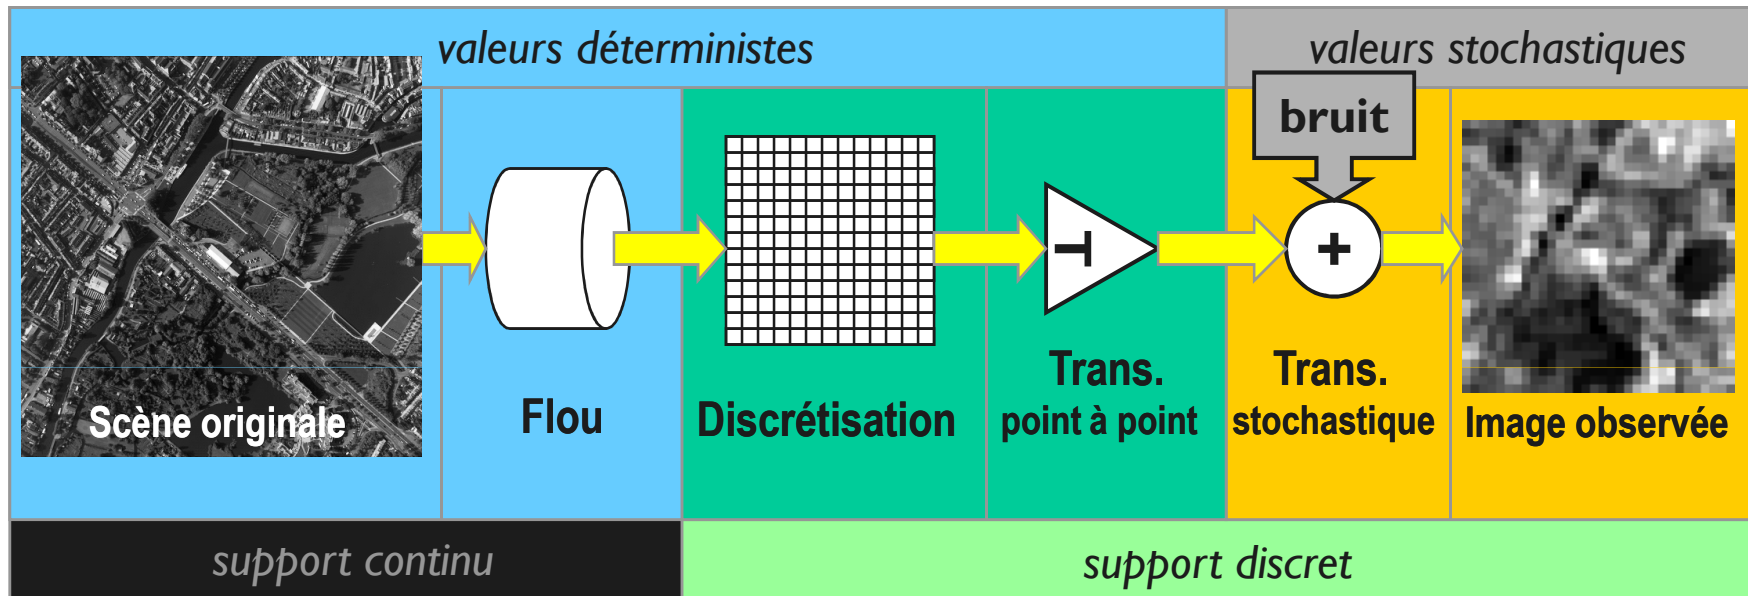 valeurs déterministes
valeurs stochastiques
bruit
T
+
Scène originale
Flou
Discrétisation
Trans.
point à point
Trans.
stochastique
Image observée
support continu
support discret